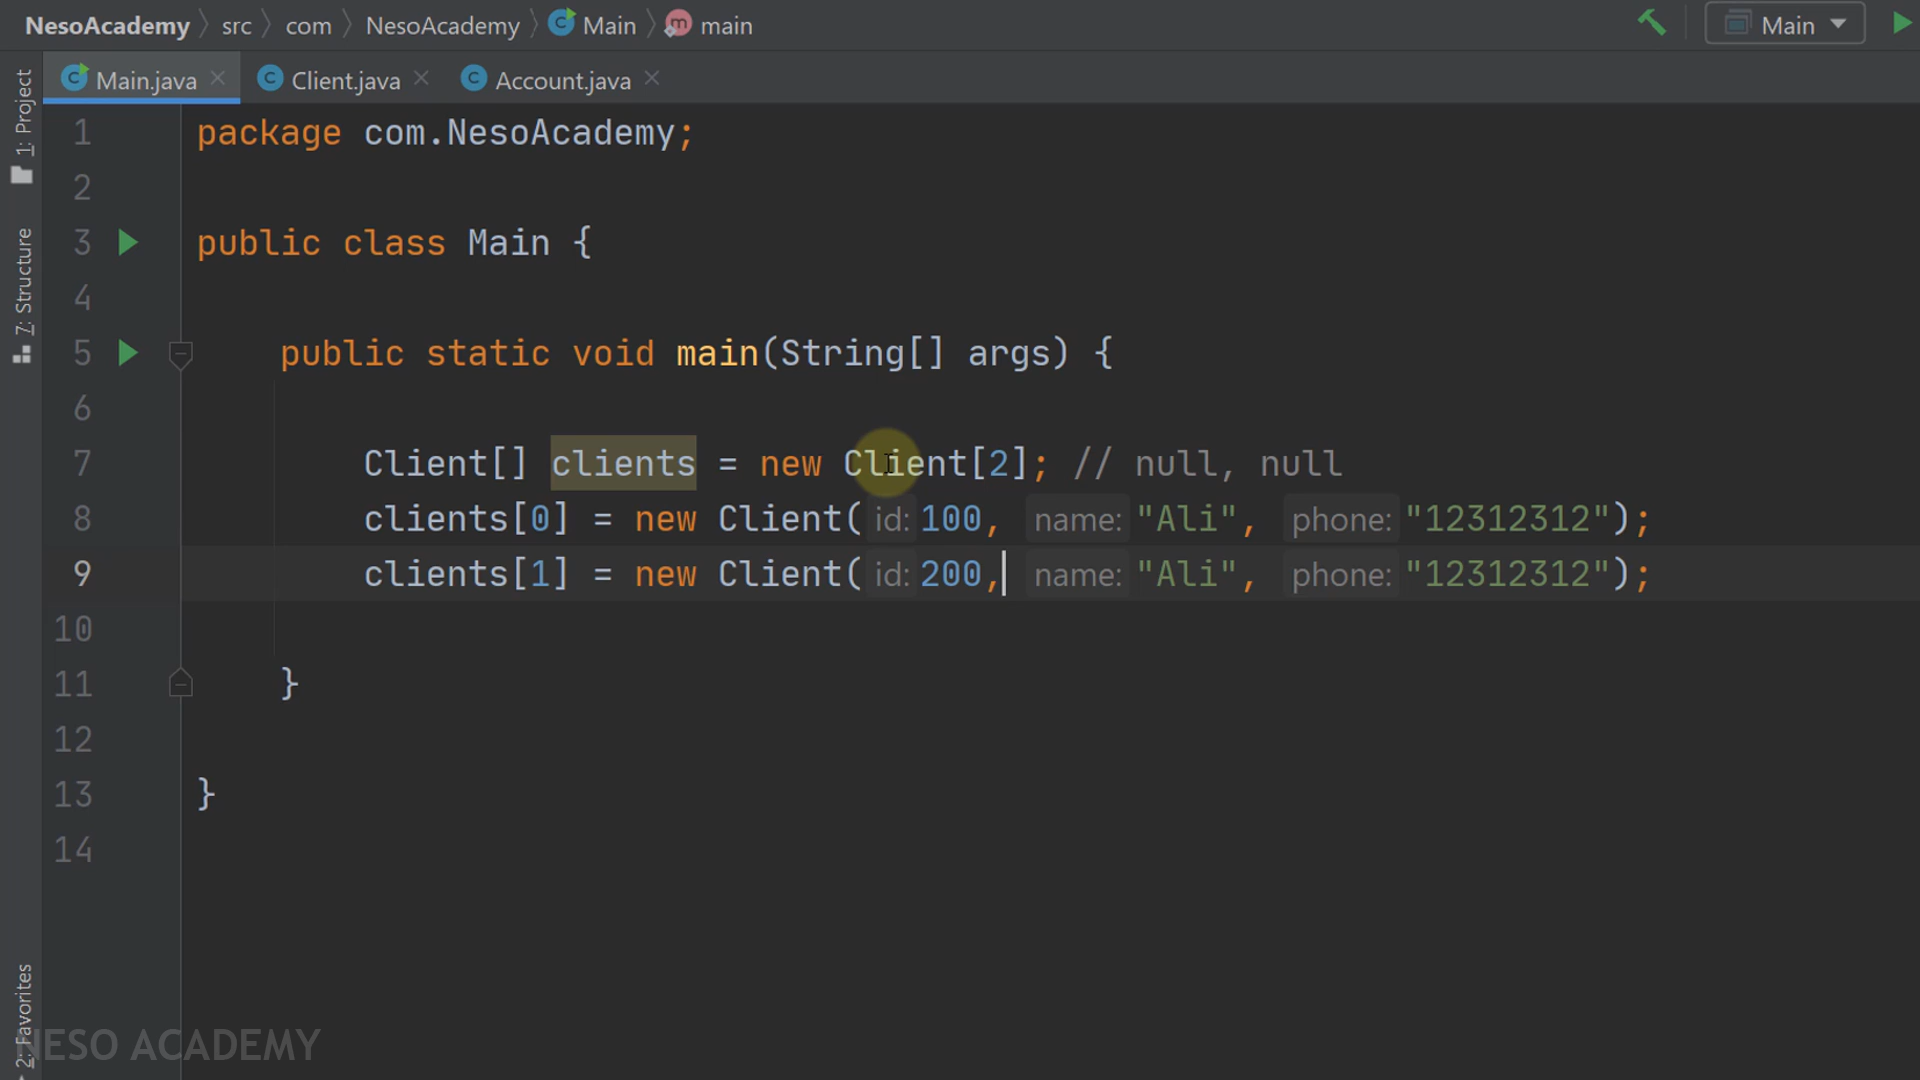 NesoAcademy src com NesoAcademy Main main Main
1: Project
7: Structure
2: Favorites
Main.java Client.java Account.java
1 package com.NesoAcademy;
2
3 public class Main {
4
5 public static void main(String[] args) {
6
7 Client[] clients = new Client[2]; // null, null
8 clients[0] = new Client( id: 100, name: "Ali", phone: "12312312");
9 clients[1] = new Client( id: 200, name: "Ali", phone: "12312312");
10
11 }
12
13 }
14
NESO ACADEMY